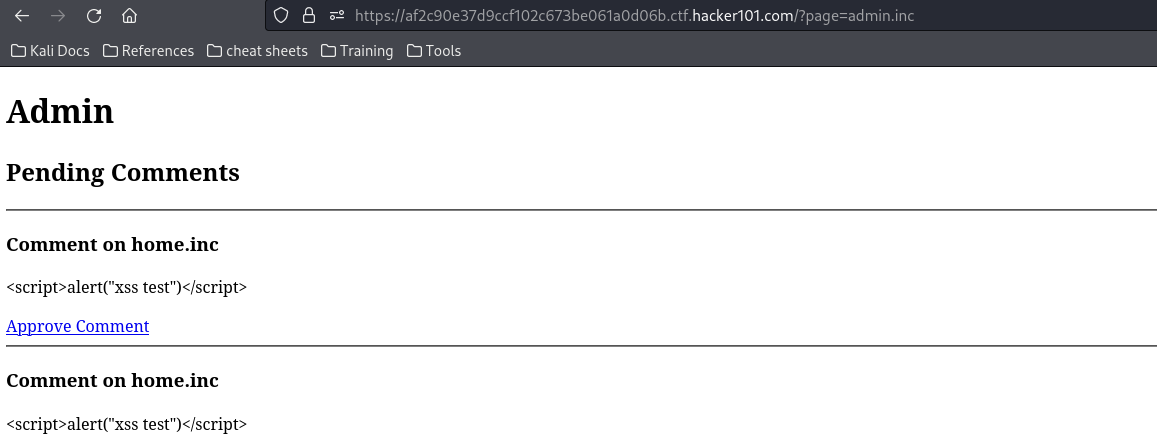 https://af2c90e37d9ccf102c673be061a0d06b.ctf.hacker101.com/?page=admin.inc
Kali Docs References cheat sheets Training Tools
Admin
Pending Comments
Comment on home.inc
<script>alert("xss test")</script>
Approve Comment
Comment on home.inc
<script>alert("xss test")</script>